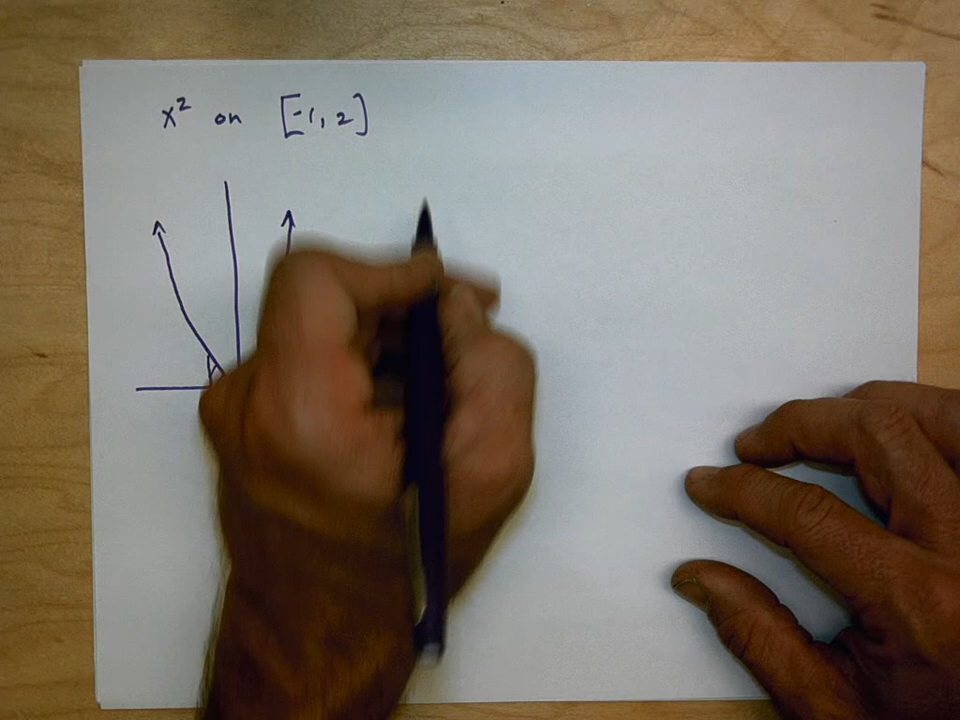 x² on [-1, 2]